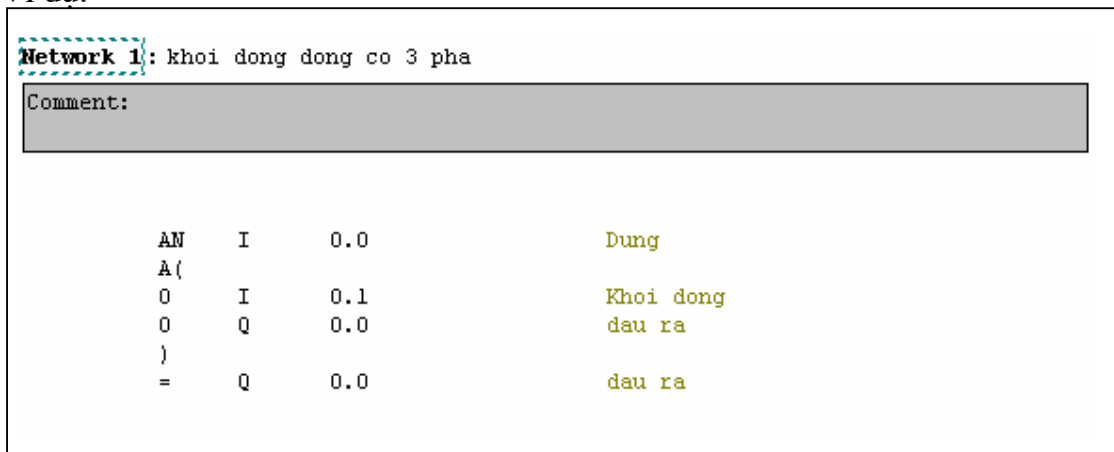 Network 1: khoi dong dong co 3 pha
Comment:
AN I 0.0 Dung
A(
O I 0.1 Khoi dong
O Q 0.0 dau ra
)
= Q 0.0 dau ra